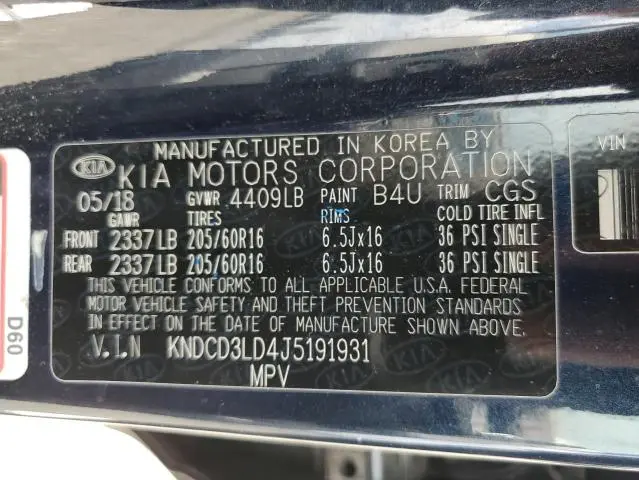 MANUFACTURED IN KOREA BY
KIA KIA MOTORS CORPORATION
05/18 GVWR 4409LB PAINT B4U TRIM CGS
GAWR TIRES RIMS COLD TIRE INFL
FRONT 2337LB 205/60R16 6.5Jx16 36 PSI SINGLE
REAR 2337LB 205/60R16 6.5Jx16 36 PSI SINGLE
THIS VEHICLE CONFORMS TO ALL APPLICABLE U.S.A. FEDERAL
MOTOR VEHICLE SAFETY AND THEFT PREVENTION STANDARDS
IN EFFECT ON THE DATE OF MANUFACTURE SHOWN ABOVE.
V.I.N KNDCD3LD4J5191931
MPV
D60
VIN